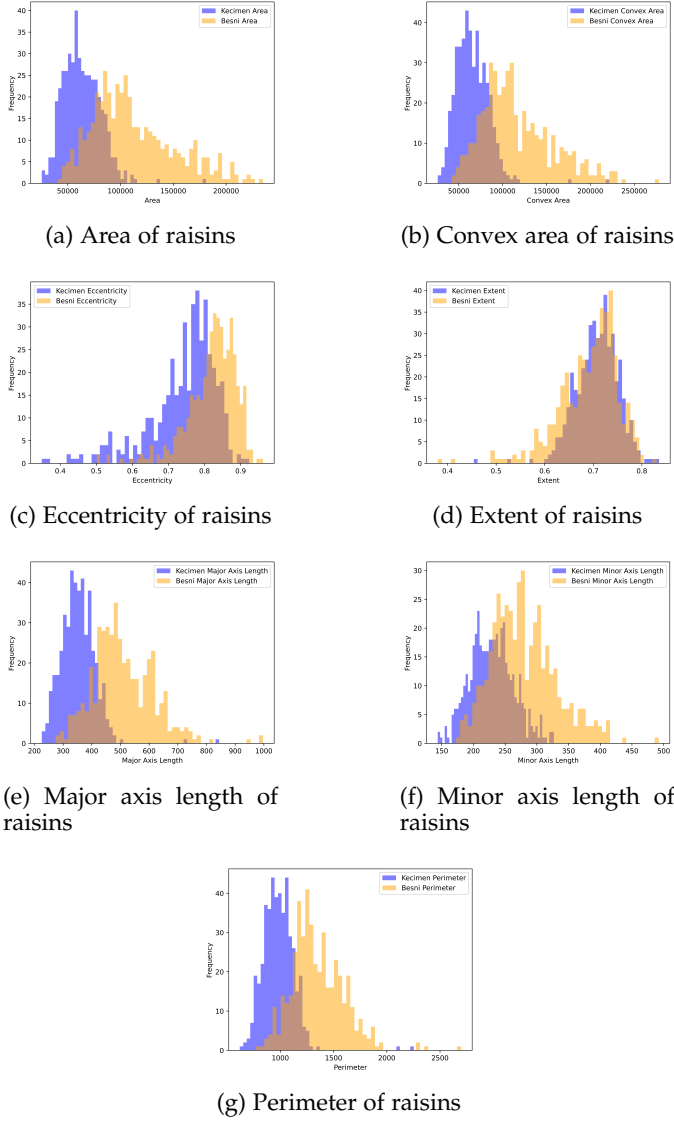 Kecimen Area
Besni Area
Frequency
40
35
30
25
20
15
10
5
0
50000 100000 150000 200000
Area
(a) Area of raisins
Kecimen Convex Area
Besni Convex Area
Frequency
40
30
20
10
0
50000 100000 150000 200000 250000
Convex Area
(b) Convex area of raisins
Kecimen Eccentricity
Besni Eccentricity
Frequency
35
30
25
20
15
10
5
0
0.4 0.5 0.6 0.7 0.8 0.9
Eccentricity
(c) Eccentricity of raisins
Kecimen Extent
Besni Extent
Frequency
40
35
30
25
20
15
10
5
0
0.4 0.5 0.6 0.7 0.8
Extent
(d) Extent of raisins
Kecimen Major Axis Length
Besni Major Axis Length
Frequency
40
30
20
10
0
200 300 400 500 600 700 800 900 1000
Major Axis Length
(e) Major axis length of
raisins
Kecimen Minor Axis Length
Besni Minor Axis Length
Frequency
30
25
20
15
10
5
0
150 200 250 300 350 400 450 500
Minor Axis Length
(f) Minor axis length of
raisins
Kecimen Perimeter
Besni Perimeter
Frequency
40
30
20
10
0
1000 1500 2000 2500
Perimeter
(g) Perimeter of raisins